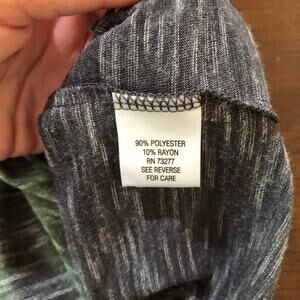 90% POLYESTER
10% RAYON
RN 73277
SEE REVERSE
FOR CARE